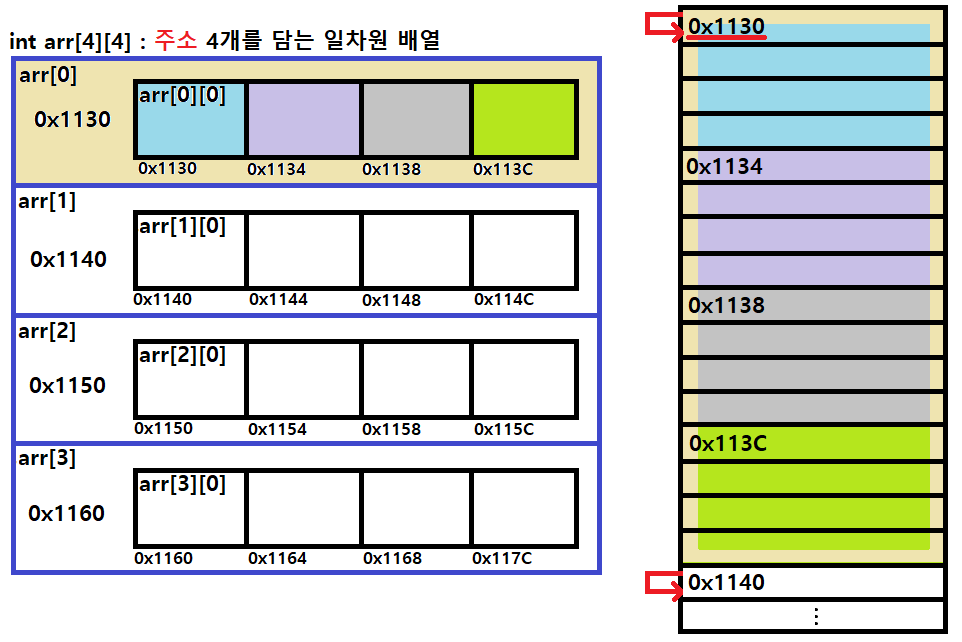 int arr[4][4] : 주소 4개를 담는 일차원 배열
arr[0]
0x1130
arr[0][0]
0x1130 0x1134 0x1138 0x113C
arr[1]
0x1140
arr[1][0]
0x1140 0x1144 0x1148 0x114C
arr[2]
0x1150
arr[2][0]
0x1150 0x1154 0x1158 0x115C
arr[3]
0x1160
arr[3][0]
0x1160 0x1164 0x1168 0x117C
0x1130
0x1134
0x1138
0x113C
0x1140
⋮